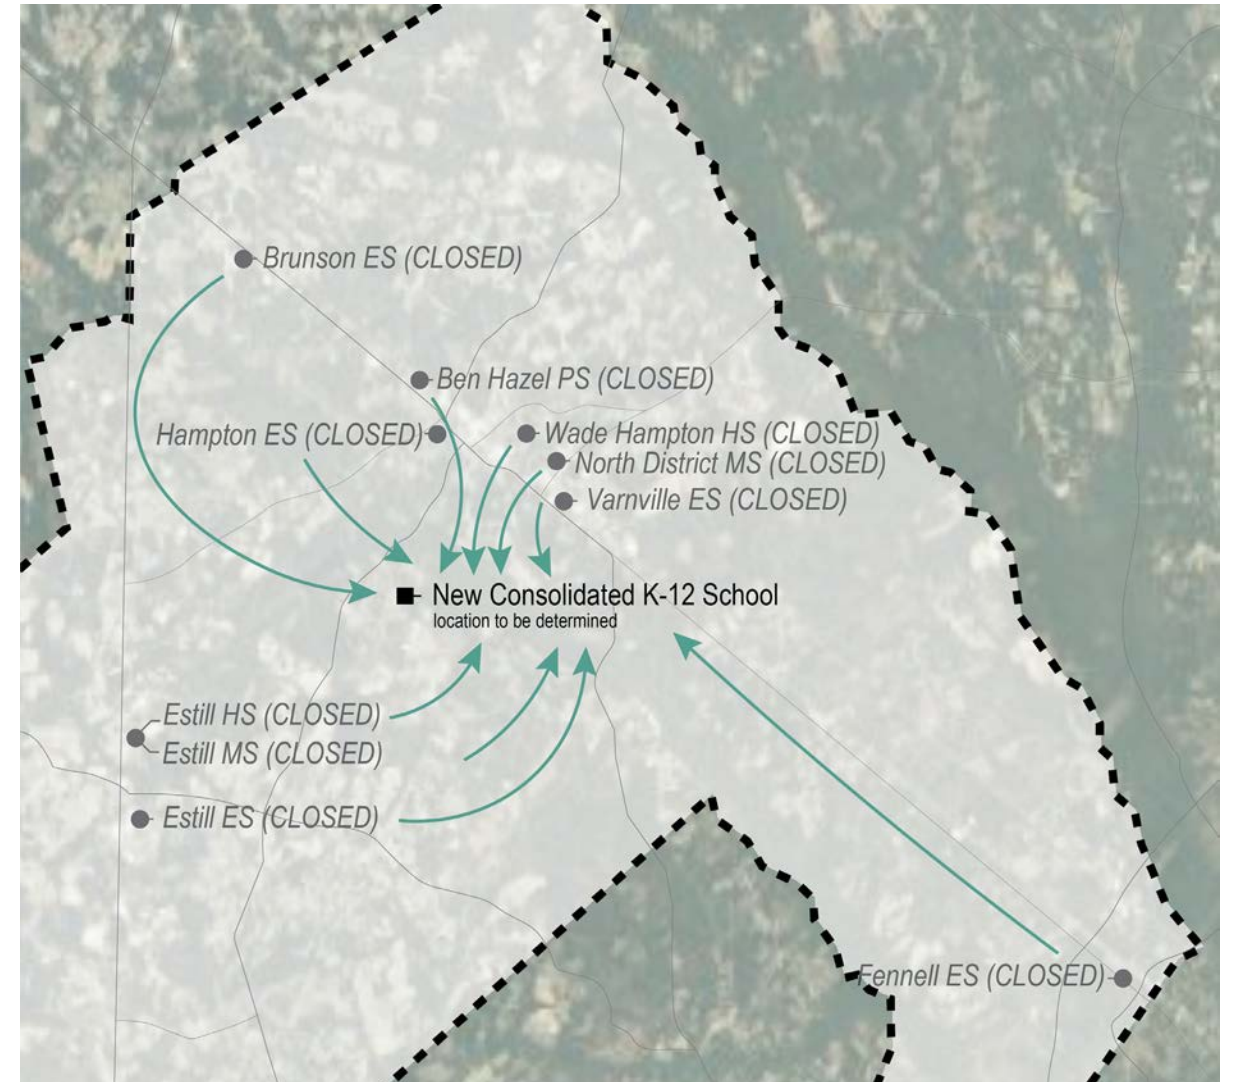 Brunson ES (CLOSED)
Ben Hazel PS (CLOSED)
Hampton ES (CLOSED)
Wade Hampton HS (CLOSED)
North District MS (CLOSED)
Varnville ES (CLOSED)
New Consolidated K-12 School
location to be determined
Estill HS (CLOSED)
Estill MS (CLOSED)
Estill ES (CLOSED)
Fennell ES (CLOSED)